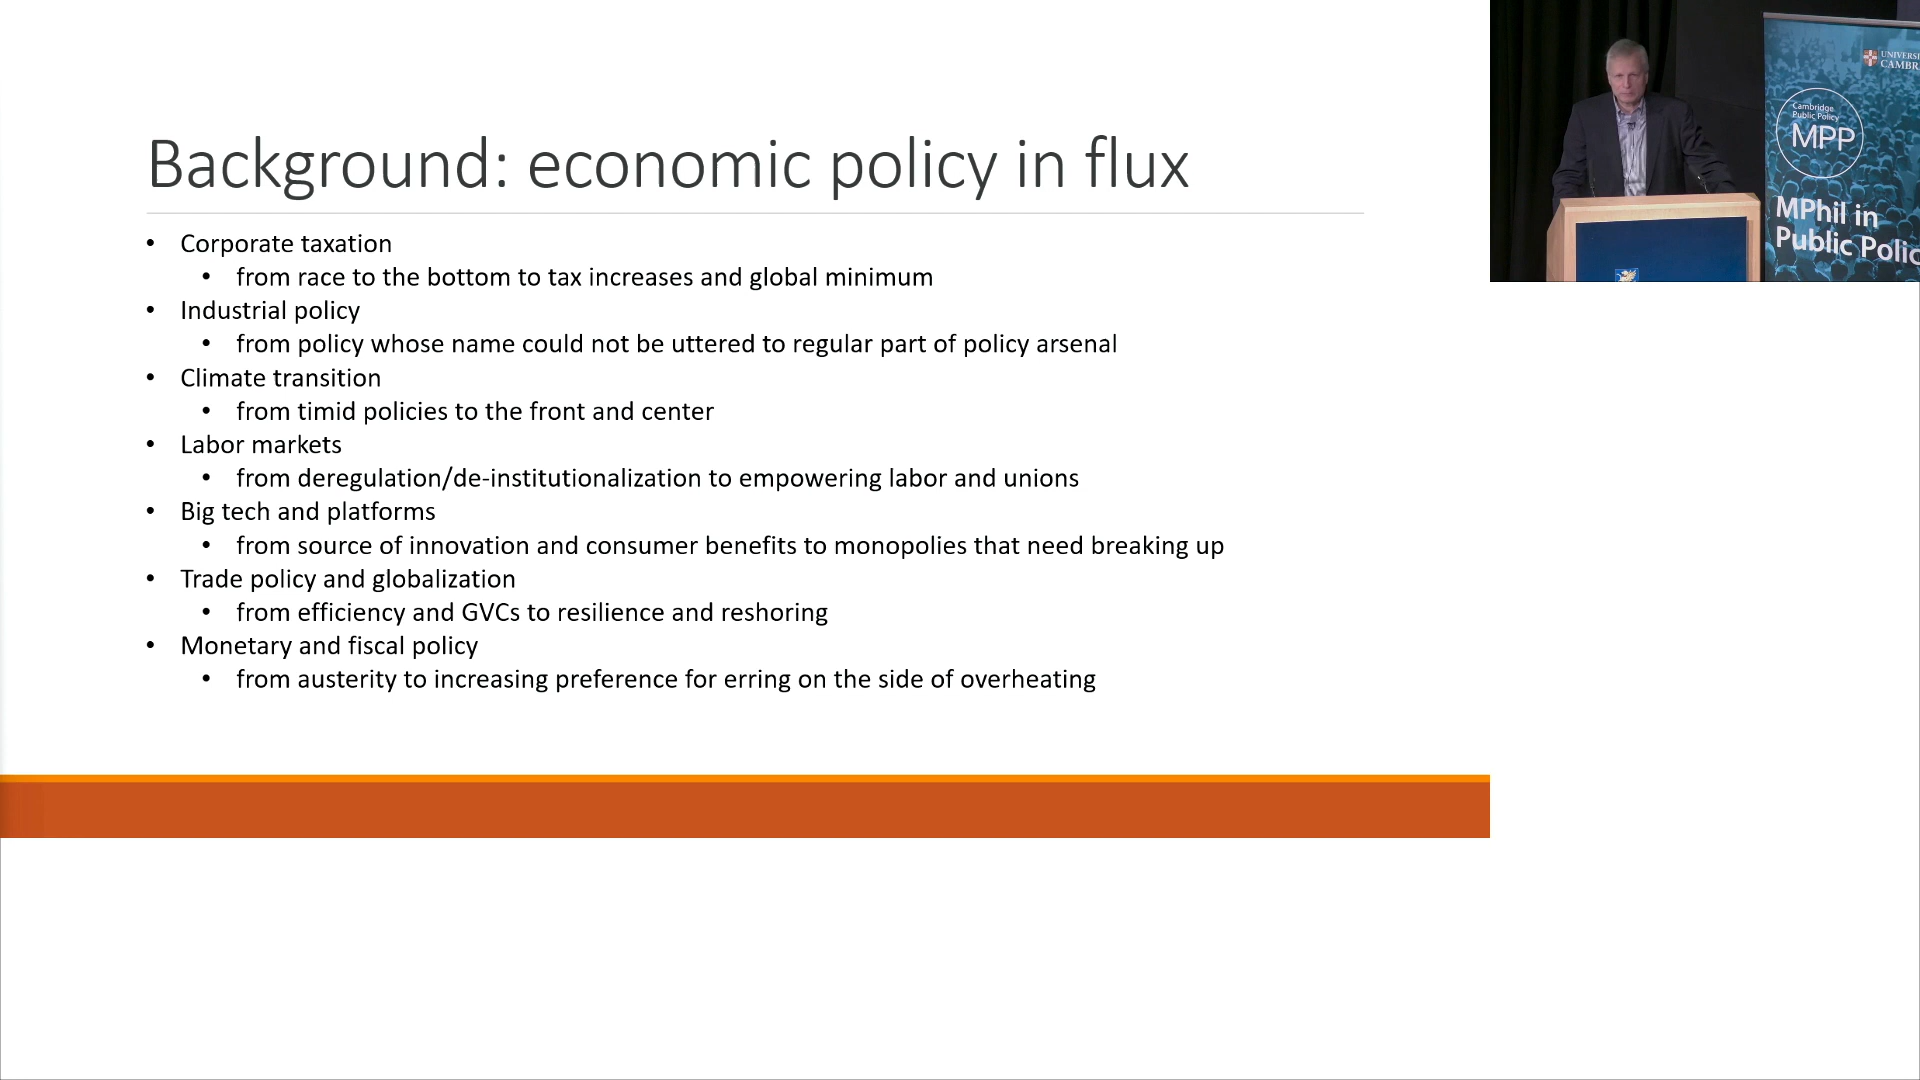 Background: economic policy in flux
• Corporate taxation
• from race to the bottom to tax increases and global minimum
• Industrial policy
• from policy whose name could not be uttered to regular part of policy arsenal
• Climate transition
• from timid policies to the front and center
• Labor markets
• from deregulation/de-institutionalization to empowering labor and unions
• Big tech and platforms
• from source of innovation and consumer benefits to monopolies that need breaking up
• Trade policy and globalization
• from efficiency and GVCs to resilience and reshoring
• Monetary and fiscal policy
• from austerity to increasing preference for erring on the side of overheating
UNIVERSI
CAMBR
Cambridge
Public Policy
MPP
MPhil in
Public Polic